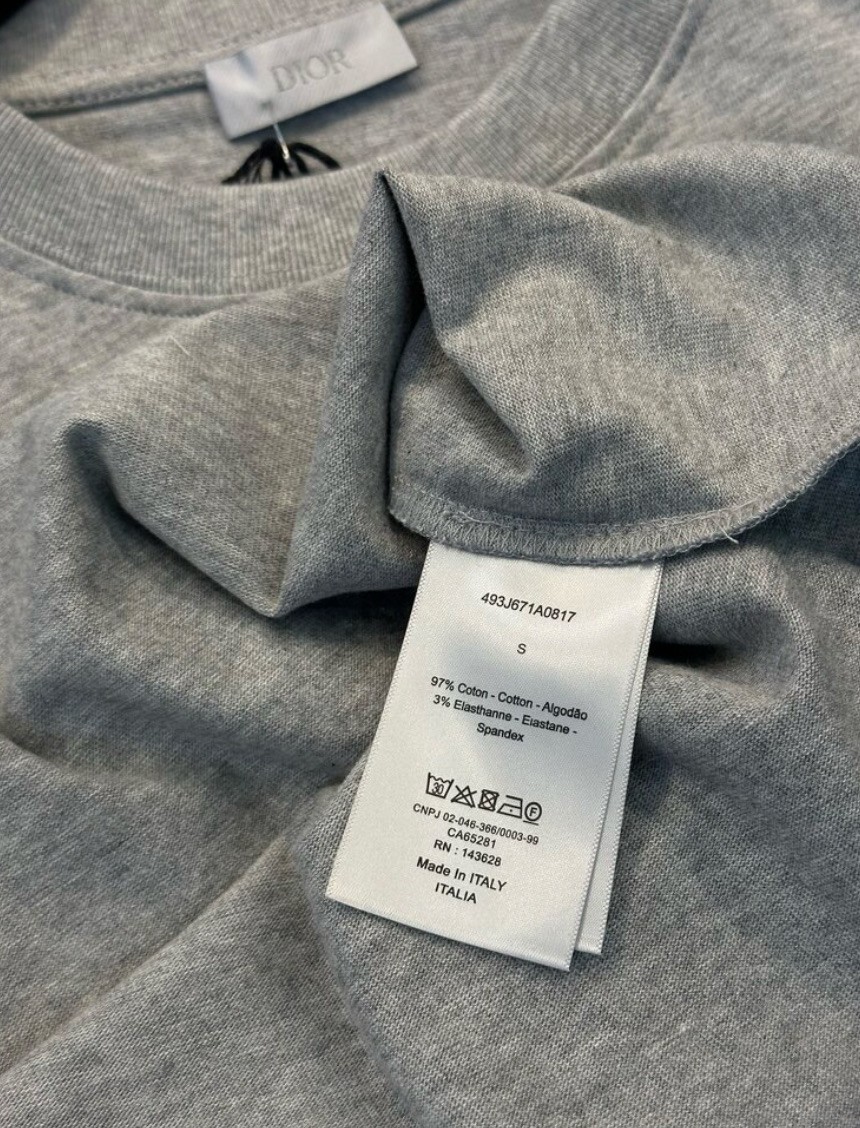 DIOR
493J671A0817
S
97% Coton - Cotton - Algodão
3% Elasthanne - Elastane -
Spandex
30 F
CNPJ 02-046-366/0003-99
CA65281
RN : 143628
Made In ITALY
ITALIA